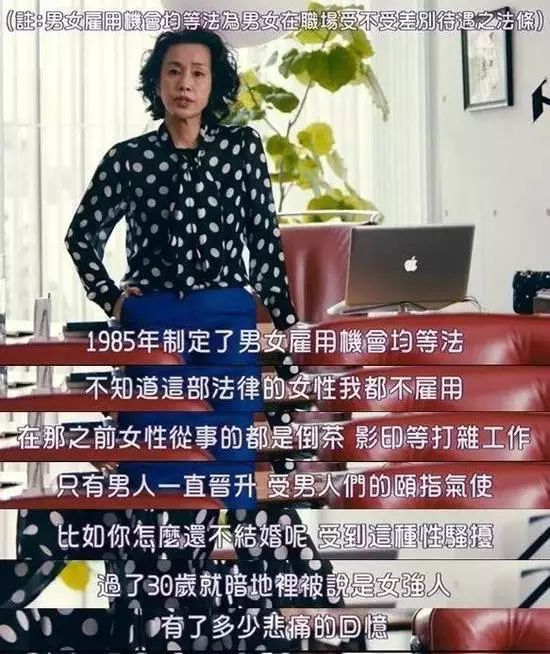 (註:男女雇用機會均等法為男女在職場受不受差別待遇之法條)
1985年制定了男女雇用機會均等法
不知道這部法律的女性我都不雇用
在那之前女性從事的都是倒茶 影印等打雜工作
只有男人一直晉升 受男人們的頤指氣使
比如你怎麼還不結婚呢 受到這種性騷擾
過了30歲就暗地裡被說是女強人
有了多少悲痛的回憶